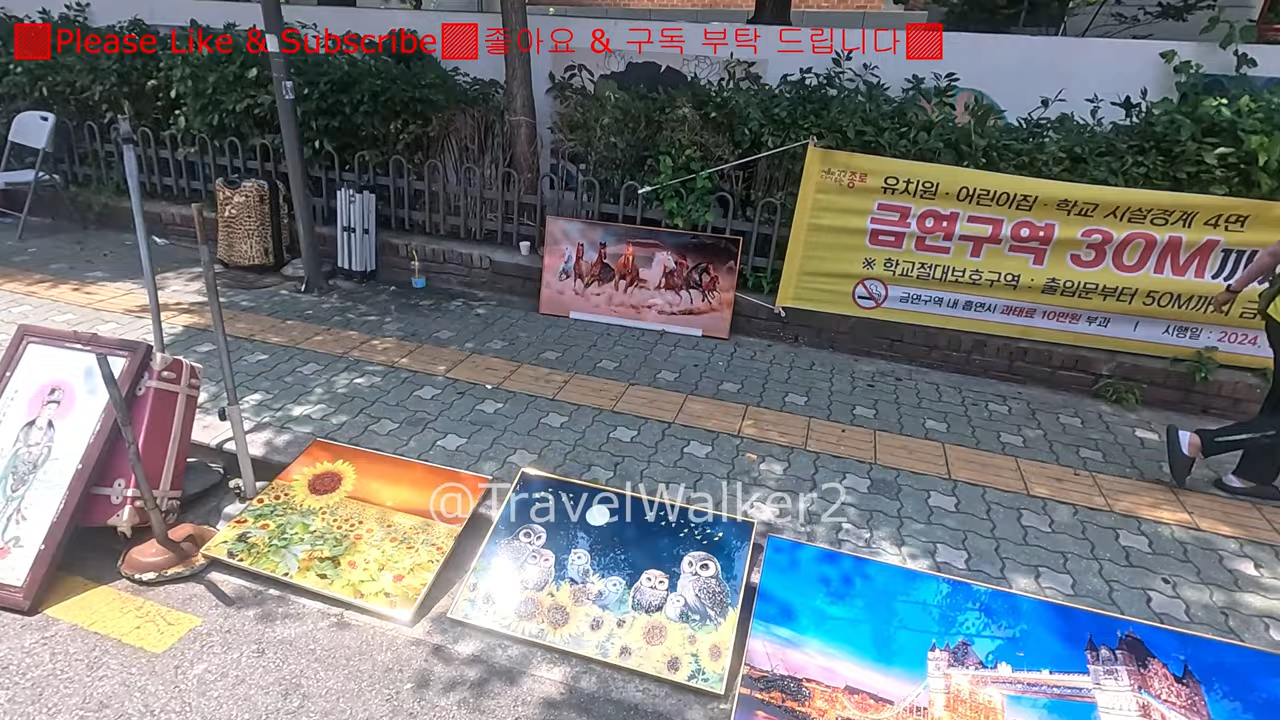 Please Like & Subscribe
좋아요 & 구독 부탁 드립니다
종로
유치원 · 어린이집 · 학교 시설경계 4면
금연구역 30M까
※ 학교절대보호구역 : 출입문부터 50M까지 금
금연구역 내 흡연시 과태료 10만원 부과 | 시행일 : 2024.
@TravelWalker2